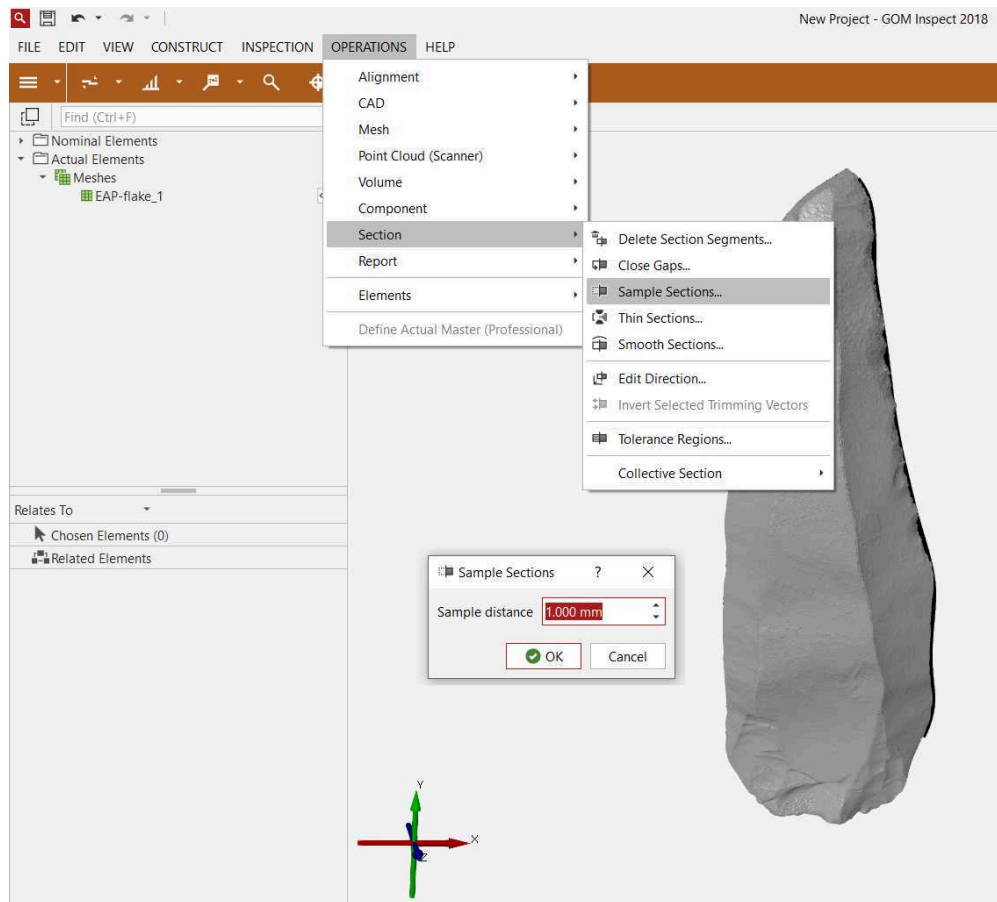 New Project - GOM Inspect 2018
FILE EDIT VIEW CONSTRUCT INSPECTION OPERATIONS HELP
Find (Ctrl+F)
Nominal Elements
Actual Elements
Meshes
EAP-flake_1
Alignment
CAD
Mesh
Point Cloud (Scanner)
Volume
Component
Section
Report
Elements
Define Actual Master (Professional)
Delete Section Segments...
Close Gaps...
Sample Sections...
Thin Sections...
Smooth Sections...
Edit Direction...
Invert Selected Trimming Vectors
Tolerance Regions...
Collective Section
Relates To
Chosen Elements (0)
Related Elements
Sample Sections ?
Sample distance 1.000 mm
OK Cancel
Y
X
Z